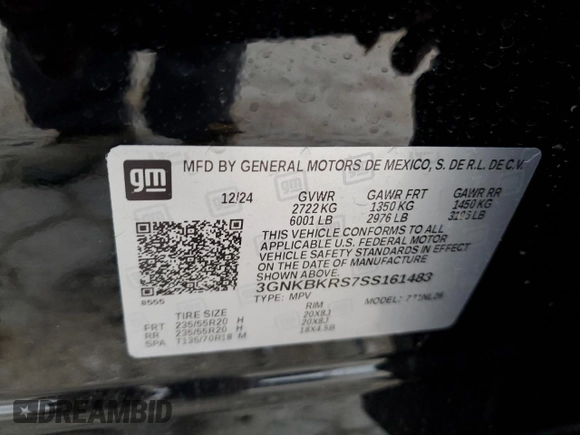 gm
MFD BY GENERAL MOTORS DE MEXICO, S. DE R.L. DE C.V.
12/24 GVWR GAWR FRT GAWR RR
2722 KG 1350 KG 1450 KG
6001 LB 2976 LB LB
THIS VEHICLE CONFORMS TO ALL
APPLICABLE U.S. FEDERAL MOTOR
VEHICLE SAFETY STANDARDS IN EFFECT
ON THE DATE OF MANUFACTURE
SHOWN ABOVE.
3GNKBKRS7SS161483
8555
TYPE: MPV MODEL:
TIRE SIZE RIM
FRT 235/55R20 H 20X8J
RR 235/55R20 H 20X8J
SPA T135/70R18 M 18X4.5B
DREAMBID